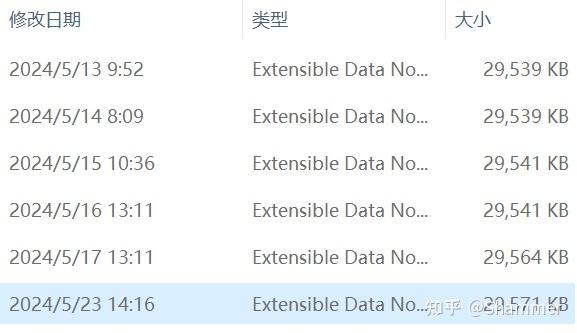 修改日期 类型 大小
2024/5/13 9:52 Extensible Data No... 29,539 KB
2024/5/14 8:09 Extensible Data No... 29,539 KB
2024/5/15 10:36 Extensible Data No... 29,541 KB
2024/5/16 13:11 Extensible Data No... 29,541 KB
2024/5/17 13:11 Extensible Data No... 29,564 KB
2024/5/23 14:16 Extensible Data No... 29,571 KB
知乎 @Shammer